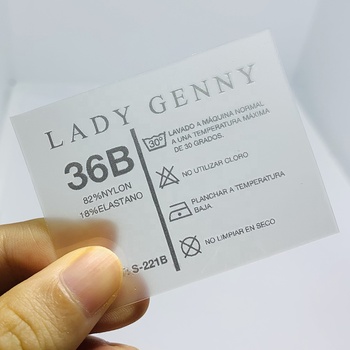 LADY GENNY
36B
82%NYLON
18%ELASTANO
S-221B
30°
LAVADO A MÁQUINA NORMAL
A UNA TEMPERATURA MÁXIMA
DE 30 GRADOS.
NO UTILIZAR CLORO
PLANCHAR A TEMPERATURA
BAJA
NO LIMPIAR EN SECO